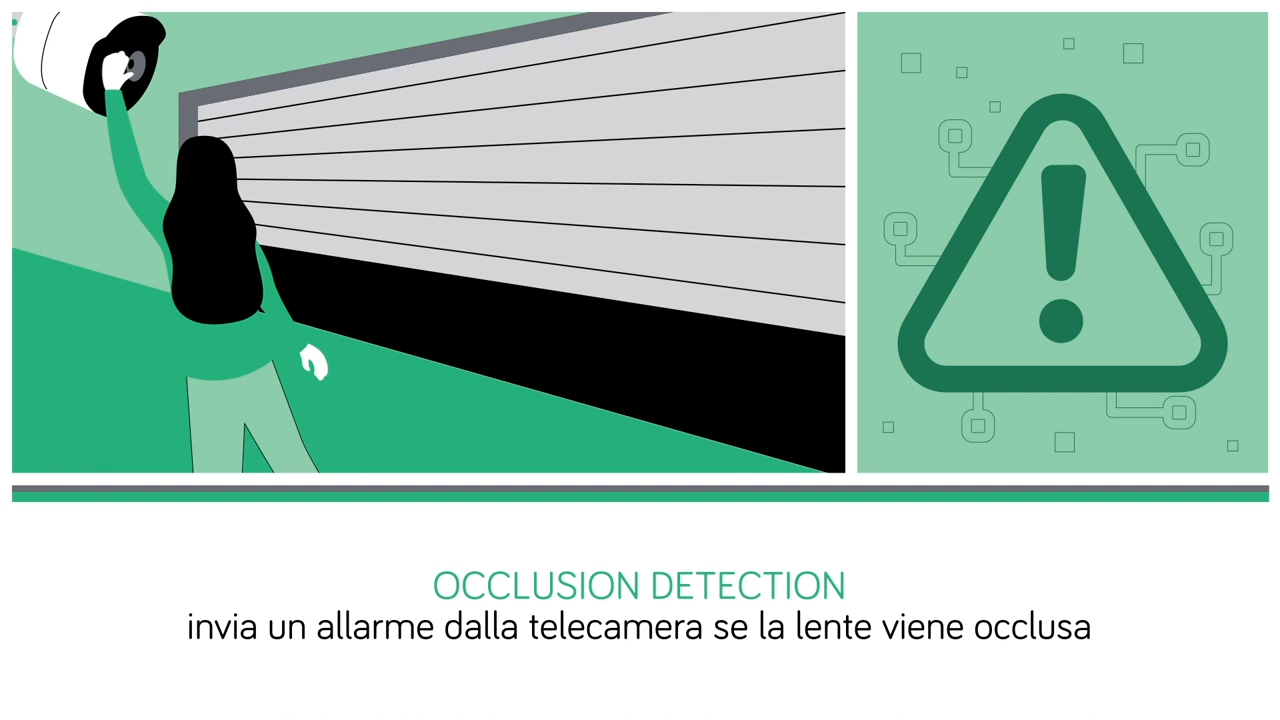 OCCLUSION DETECTION
invia un allarme dalla telecamera se la lente viene occlusa